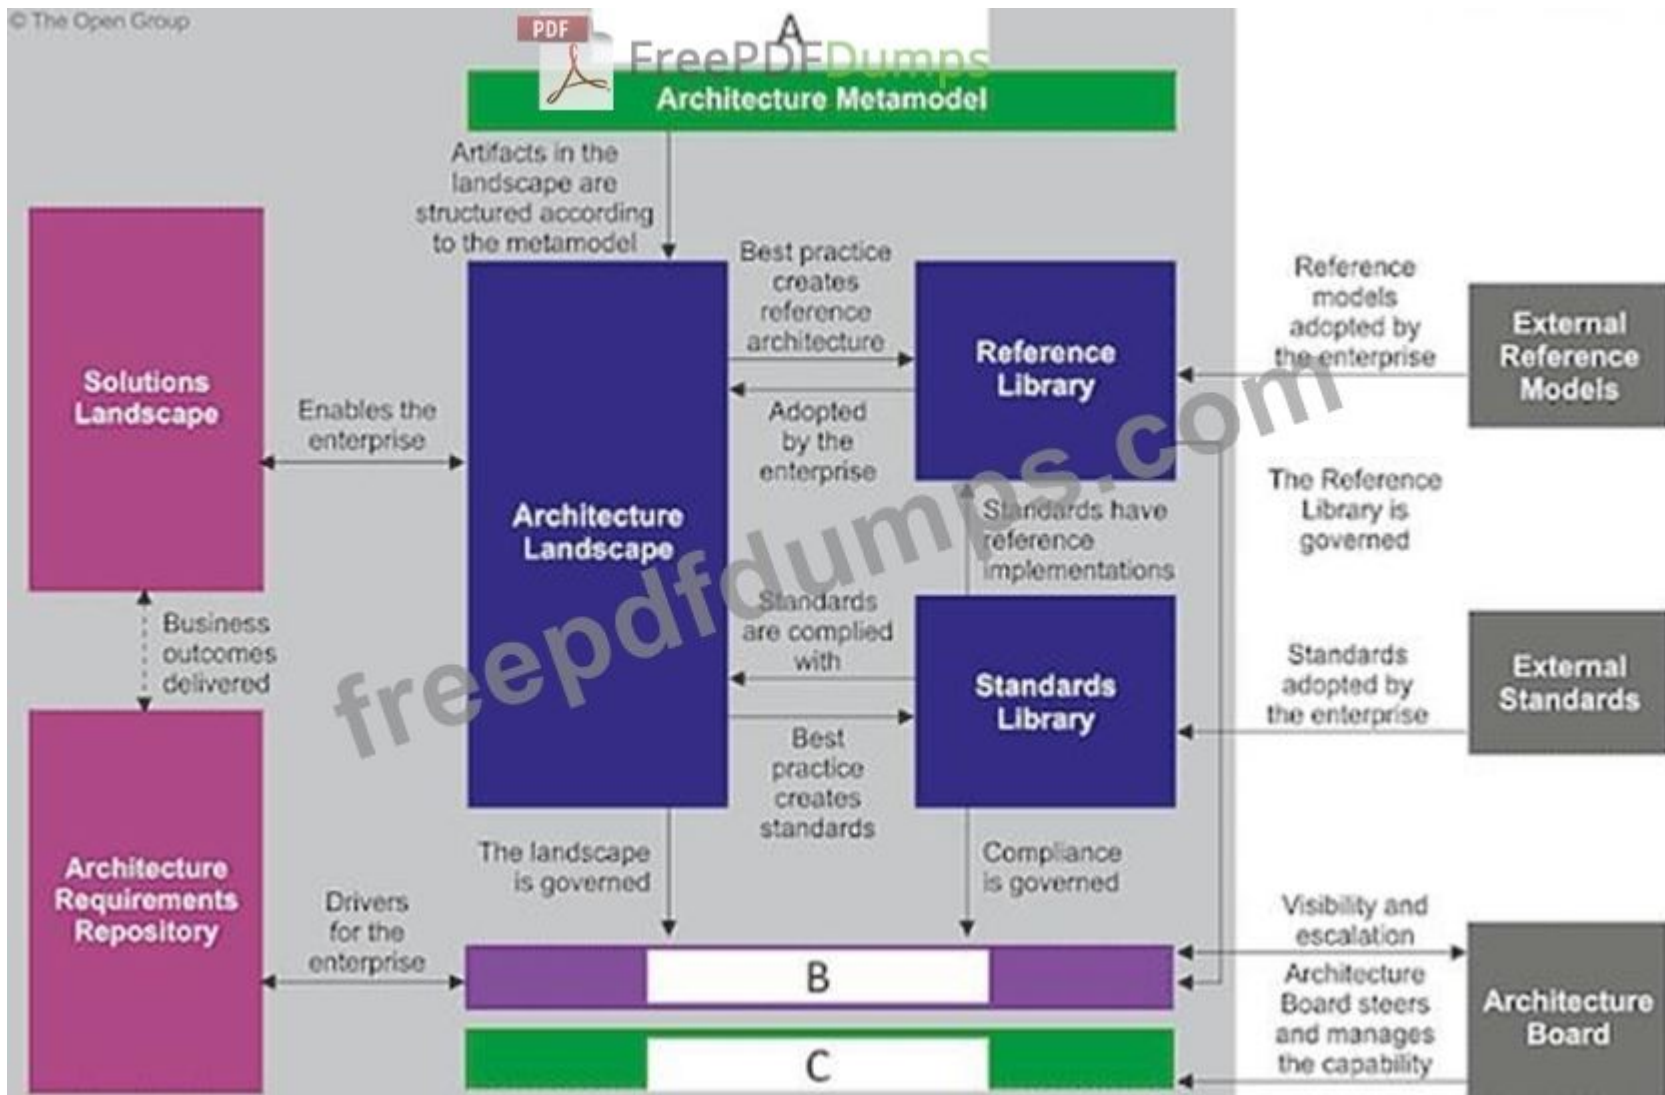 © The Open Group
A
PDF
FreePDFDumps
Architecture Metamodel
Artifacts in the
landscape are
structured according
to the metamodel
Solutions
Landscape
Enables the
enterprise
Business
outcomes
delivered
Architecture
Requirements
Repository
Drivers
for the
enterprise
Architecture
Landscape
Best practice
creates
reference
architecture
Adopted
by the
enterprise
Standards
are complied
with
Best
practice
creates
standards
The landscape
is governed
Reference
Library
Standards have
reference
implementations
Standards
Library
Compliance
is governed
B
C
Reference
models
adopted by
the enterprise
External
Reference
Models
The Reference
Library is
governed
Standards
adopted by
the enterprise
External
Standards
Visibility and
escalation
Architecture
Board steers
and manages
the capability
Architecture
Board
freepdfdumps.com